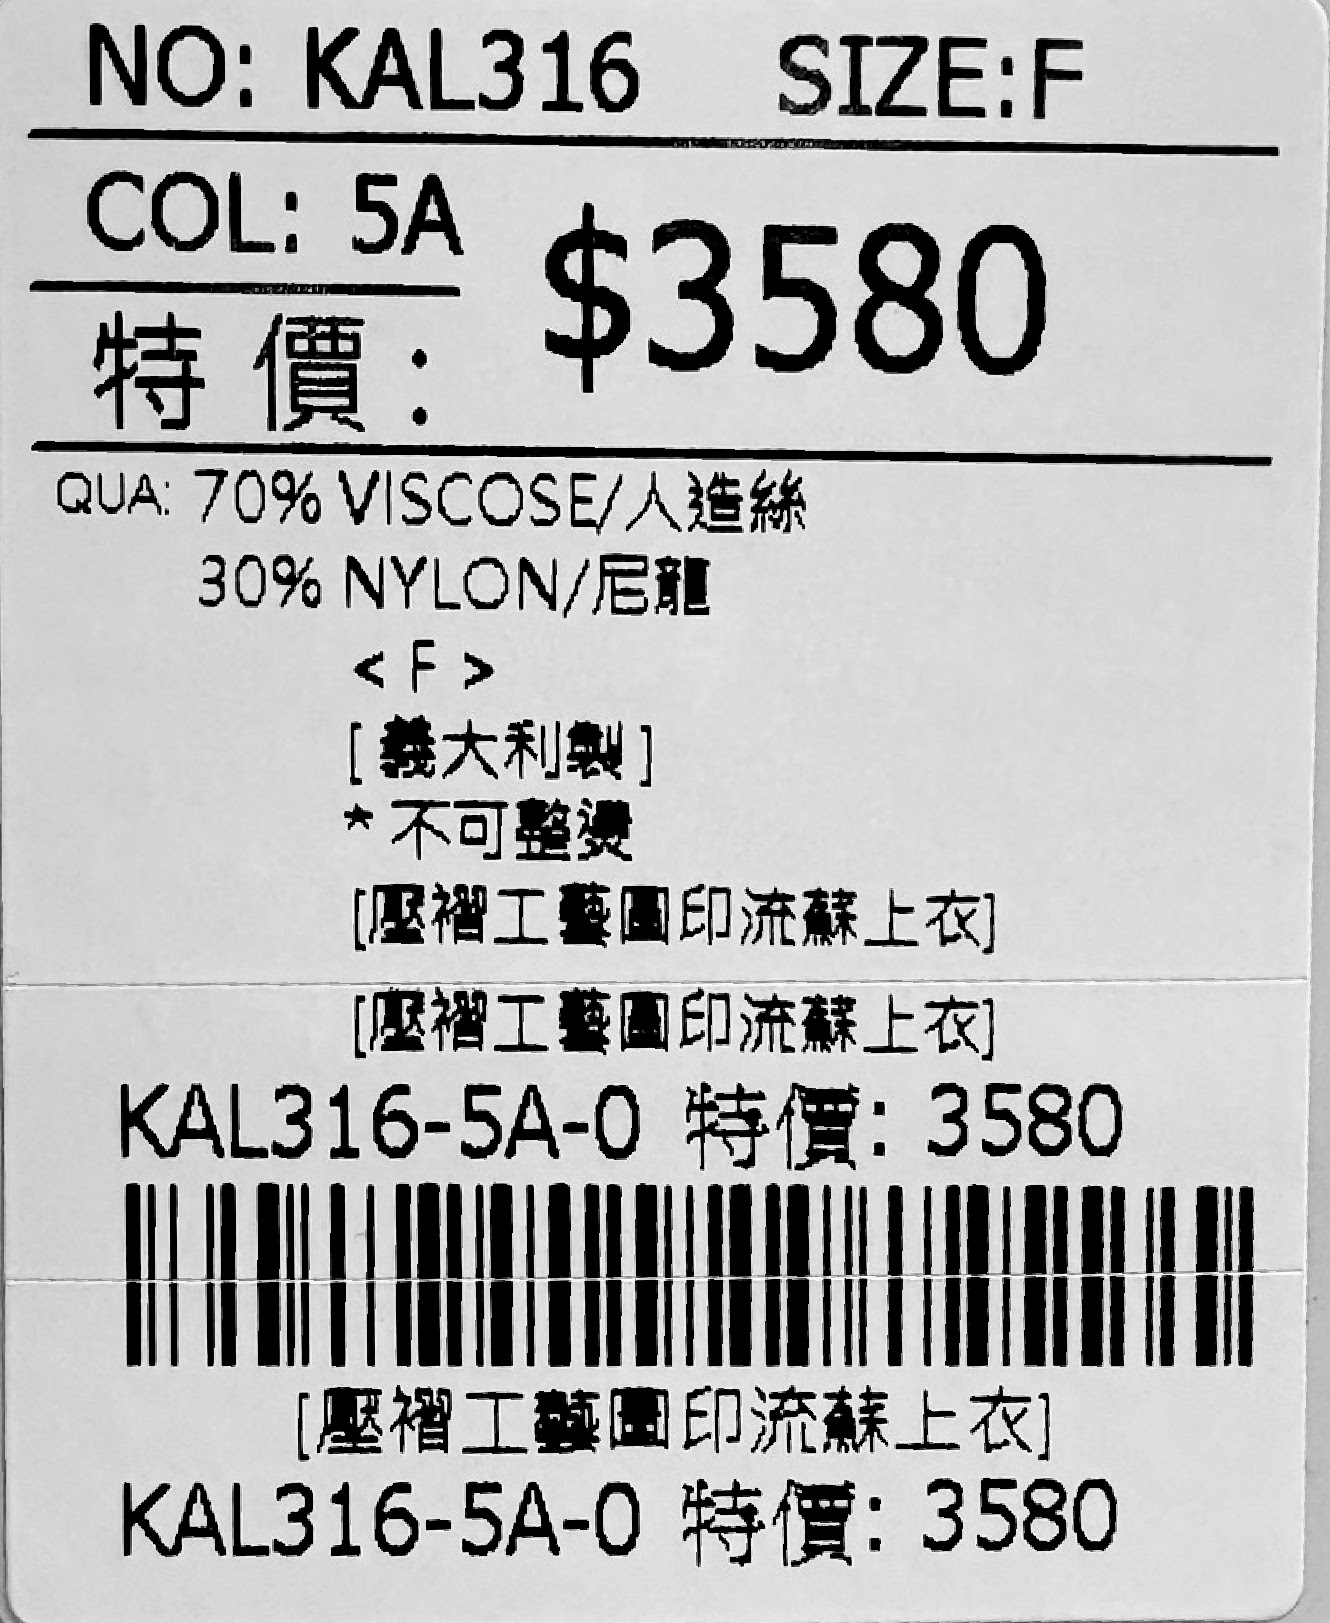 NO: KAL316 SIZE:F
COL: 5A
$3580
特價:
QUA: 70% VISCOSE/人造絲
30% NYLON/尼龍
< F >
[ 義大利製 ]
* 不可整燙
[壓褶工藝圖印流蘇上衣]
[壓褶工藝圖印流蘇上衣]
KAL316-5A-0 特價: 3580
[壓褶工藝圖印流蘇上衣]
KAL316-5A-0 特價: 3580